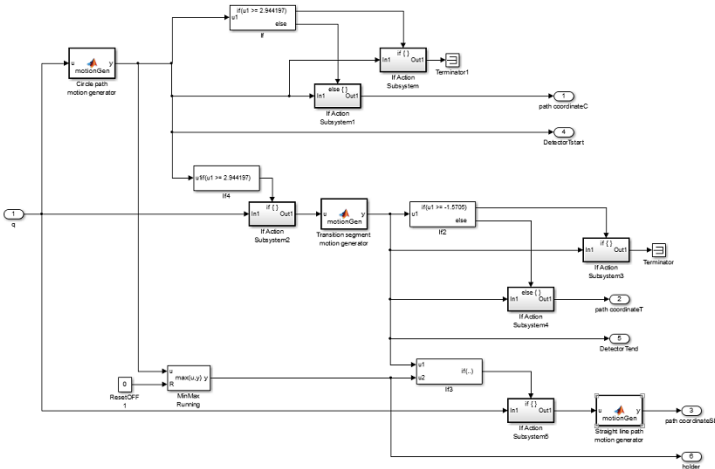 if(u1 >= 2.944197)
u1
else
If
if { }
In1 Out1
If Action
Subsystem
Terminator1
u y
motionGen
Circle path
motion generator
else { }
In1 Out1
If Action
Subsystem1
1
path coordinateC
4
DetectorTstart
u1if(u1 >= 2.944197)
If4
1
q
if { }
In1 Out1
If Action
Subsystem2
u y
motionGen
Transition segment
motion generator
if(u1 >= -1.5705)
u1
else
If2
if { }
In1 Out1
If Action
Subsystem3
Terminator
else { }
In1 Out1
If Action
Subsystem4
2
path coordinateT
5
DetectorTend
u1
if(..)
u2
If3
u
max(u,y) y
R
MinMax
Running
0
ResetOFF
1
if { }
In1 Out1
If Action
Subsystem5
u y
motionGen
Straight line path
motion generator
3
6
holder